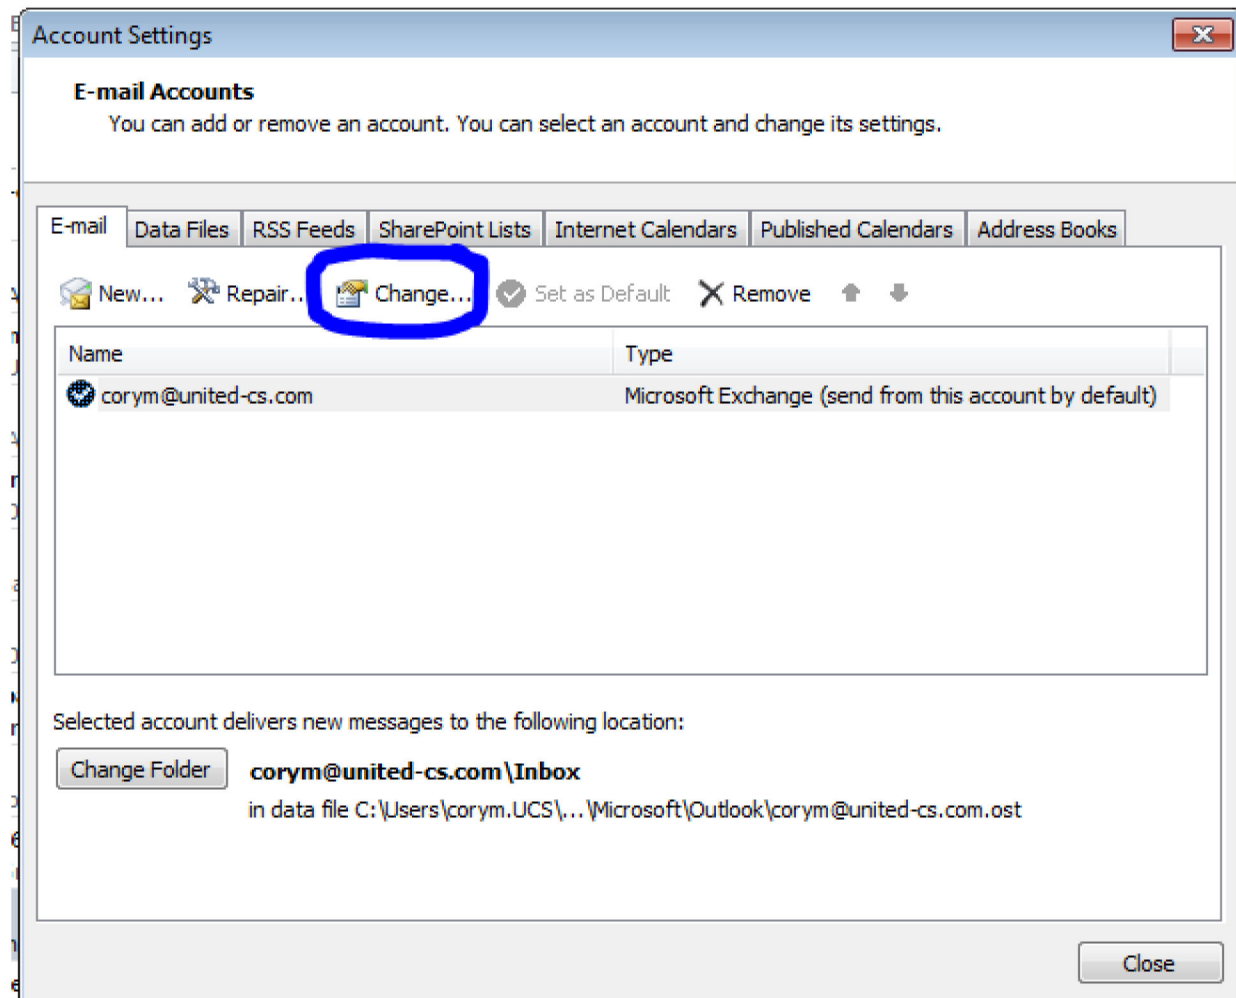 Account Settings
E-mail Accounts
You can add or remove an account. You can select an account and change its settings.
E-mail Data Files RSS Feeds SharePoint Lists Internet Calendars Published Calendars Address Books
New... Repair... Change... Set as Default Remove
Name Type
corym@united-cs.com Microsoft Exchange (send from this account by default)
Selected account delivers new messages to the following location:
Change Folder corym@united-cs.com\Inbox
in data file C:\Users\corym.UCS\...\Microsoft\Outlook\corym@united-cs.com.ost
Close